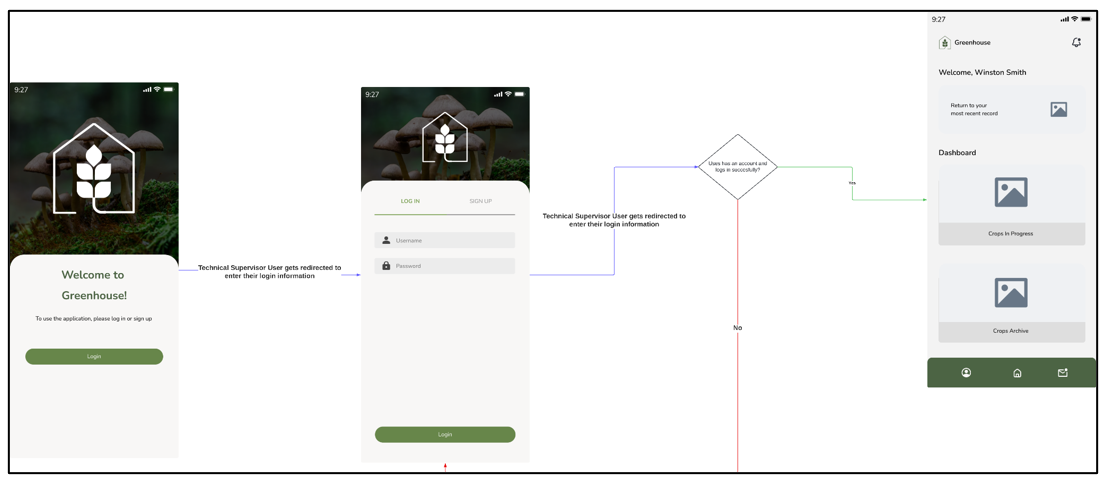 9:27
Welcome to
Greenhouse!
To use the application, please log in or sign up
Login
Technical Supervisor User gets redirected to
enter their login information
9:27
LOG IN
SIGN UP
Username
Password
Login
Technical Supervisor User gets redirected to
enter their login information
Uses has an account and
logs in succesfully?
Yes
No
9:27
Greenhouse
Welcome, Winston Smith
Return to your
most recent record
Dashboard
Crops In Progress
Crops Archive